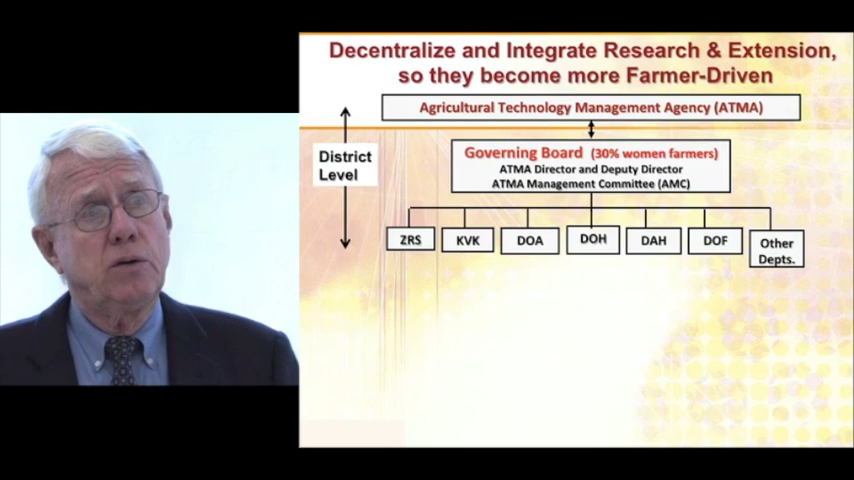 Decentralize and Integrate Research & Extension,
so they become more Farmer-Driven
Agricultural Technology Management Agency (ATMA)
District
Level
Governing Board (30% women farmers)
ATMA Director and Deputy Director
ATMA Management Committee (AMC)
ZRS
KVK
DOA
DOH
DAH
DOF
Other
Depts.